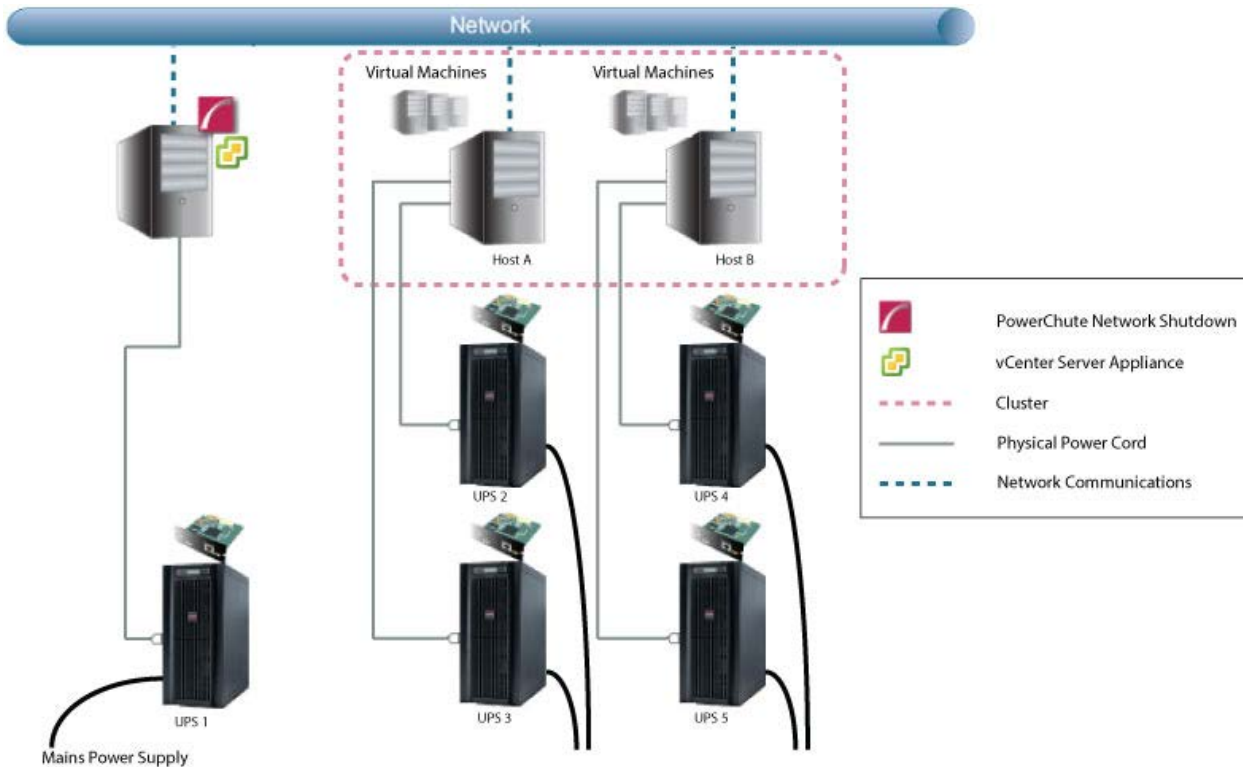 Network
Virtual Machines
Virtual Machines
Host A
Host B
UPS 2
UPS 4
UPS 1
UPS 3
UPS 5
Mains Power Supply
PowerChute Network Shutdown
vCenter Server Appliance
Cluster
Physical Power Cord
Network Communications